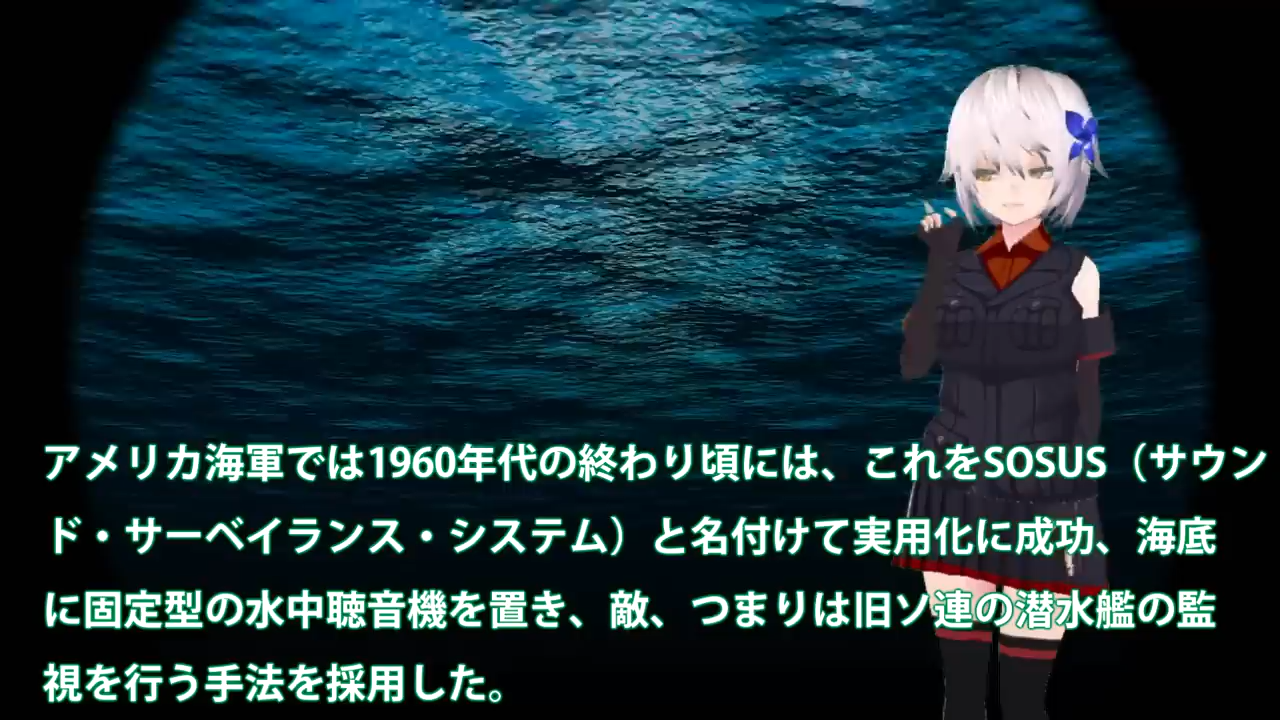 アメリカ海軍では1960年代の終わり頃には、これをSOSUS（サウン
ド・サーベイランス・システム）と名付けて実用化に成功、海底
に固定型の水中聴音機を置き、敵、つまりは旧ソ連の潜水艦の監
視を行う手法を採用した。